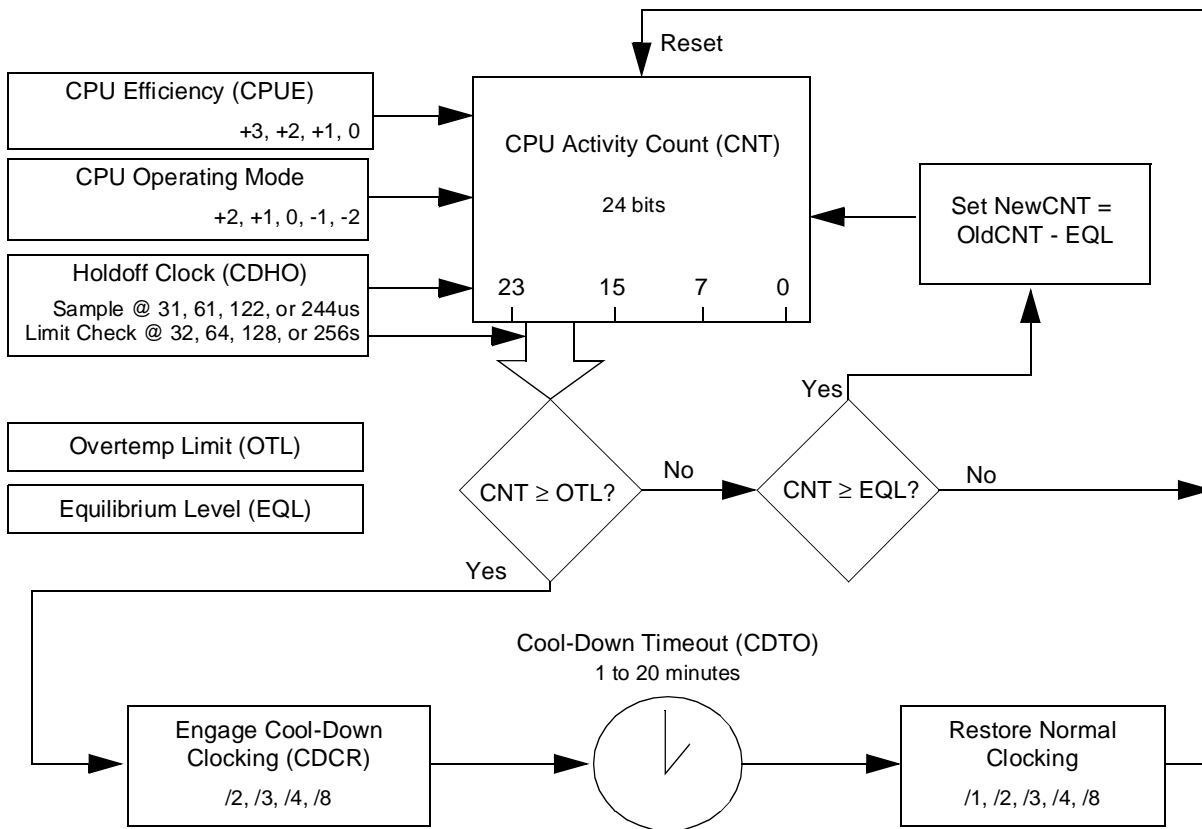 Reset
CPU Efficiency (CPUE)
+3, +2, +1, 0
CPU Operating Mode
+2, +1, 0, -1, -2
Holdoff Clock (CDHO)
Sample @ 31, 61, 122, or 244us
Limit Check @ 32, 64, 128, or 256s
CPU Activity Count (CNT)
24 bits
23 15 7 0
Set NewCNT =
OldCNT - EQL
Overtemp Limit (OTL)
Equilibrium Level (EQL)
CNT ≥ OTL?
No
Yes
CNT ≥ EQL?
Yes
No
Cool-Down Timeout (CDTO)
1 to 20 minutes
Engage Cool-Down
Clocking (CDCR)
/2, /3, /4, /8
Restore Normal
Clocking
/1, /2, /3, /4, /8